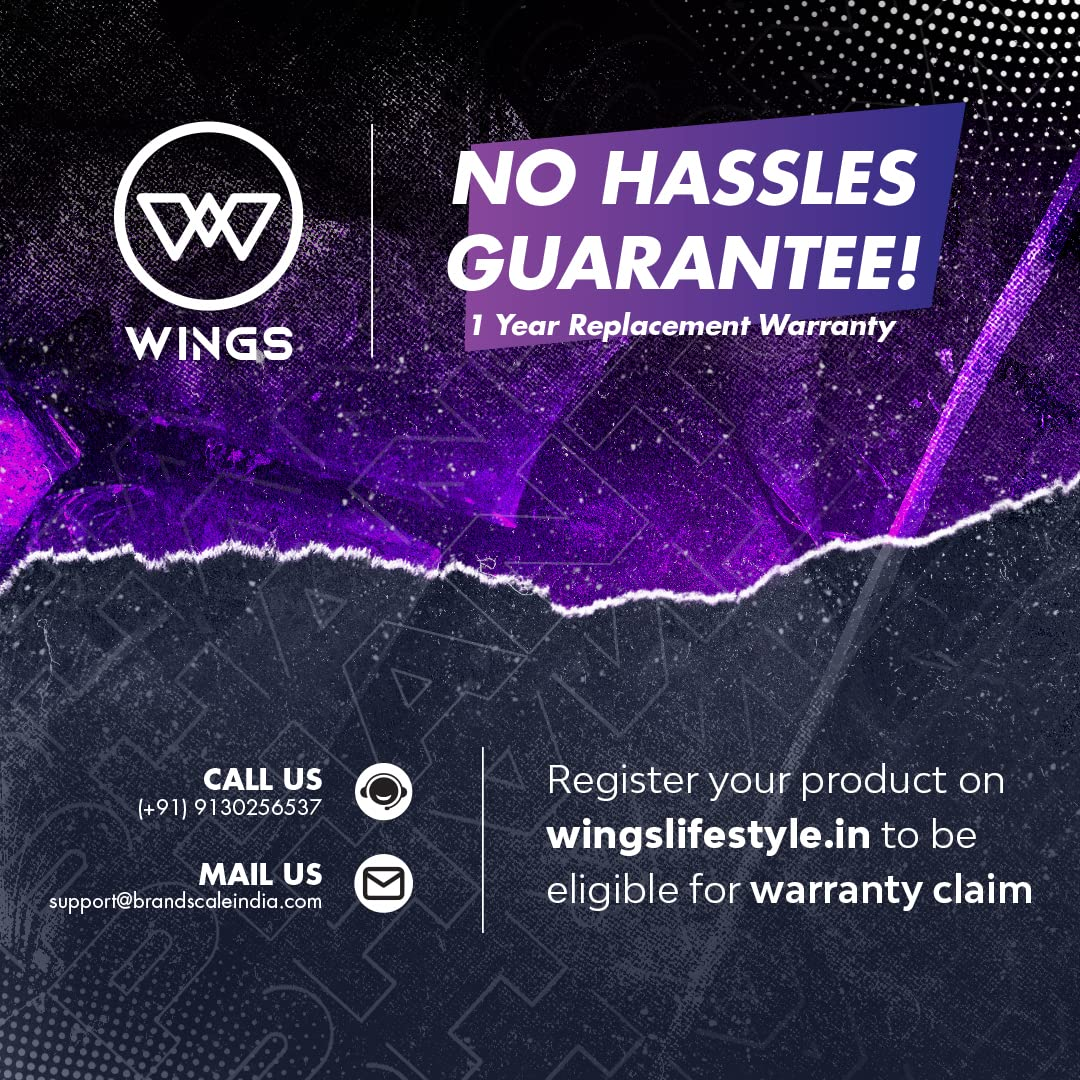 WINGS
NO HASSLES
GUARANTEE!
1 Year Replacement Warranty
CALL US
(+91) 9130256537
MAIL US
support@brandscaleindia.com
Register your product on
wingslifestyle.in to be
eligible for warranty claim